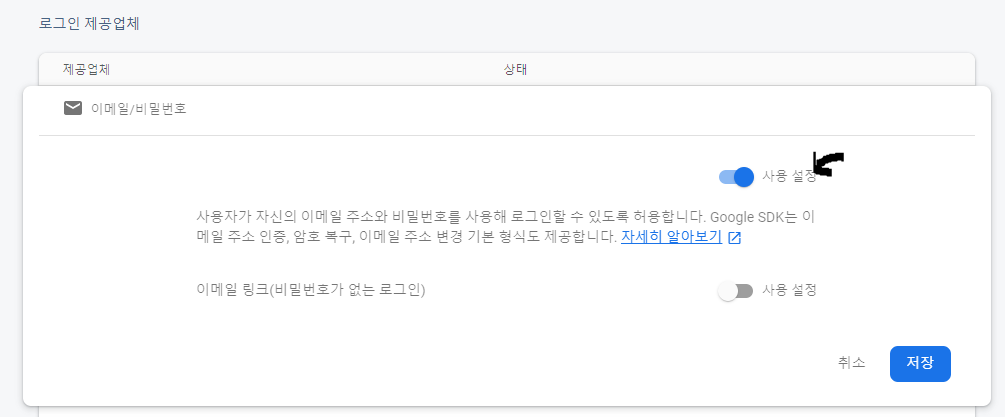 로그인 제공업체
제공업체 상태
이메일/비밀번호
사용 설정
사용자가 자신의 이메일 주소와 비밀번호를 사용해 로그인할 수 있도록 허용합니다. Google SDK는 이
메일 주소 인증, 암호 복구, 이메일 주소 변경 기본 형식도 제공합니다. 자세히 알아보기
이메일 링크(비밀번호가 없는 로그인) 사용 설정
취소 저장